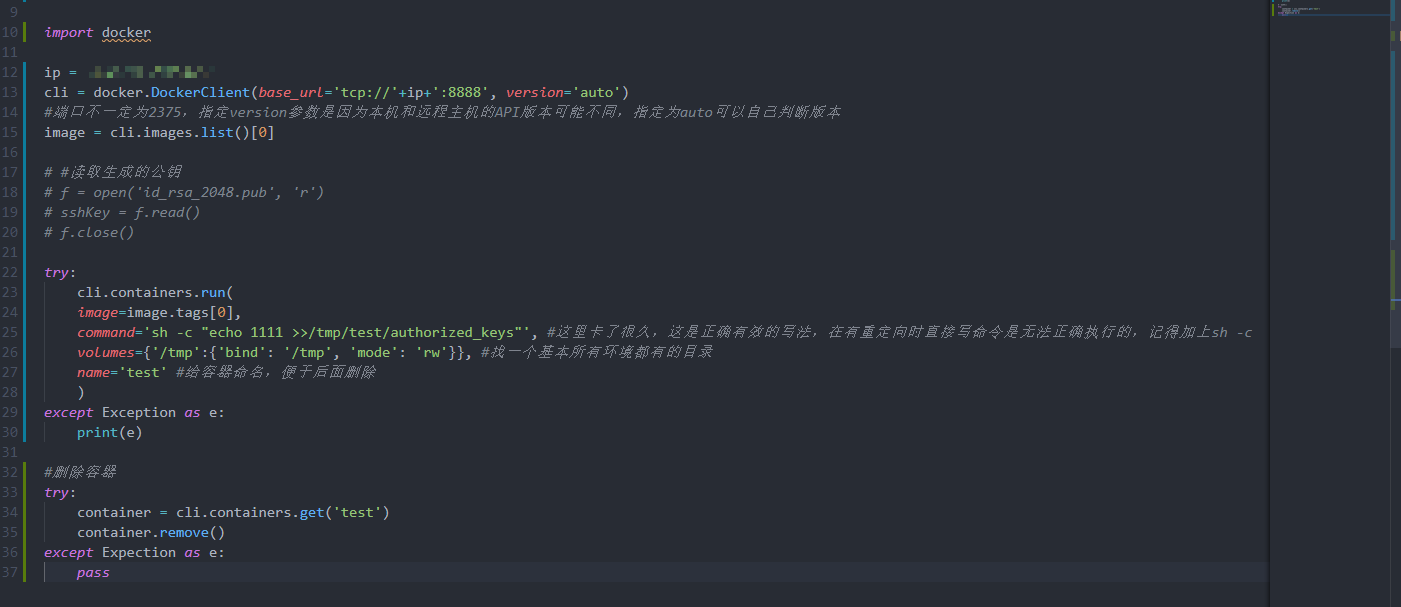 9
10 import docker
11
12 ip =
13 cli = docker.DockerClient(base_url='tcp://'+ip+':8888', version='auto')
14 #端口不一定为2375，指定version参数是因为本机和远程主机的API版本可能不同，指定为auto可以自己判断版本
15 image = cli.images.list()[0]
16
17 # #读取生成的公钥
18 # f = open('id_rsa_2048.pub', 'r')
19 # sshKey = f.read()
20 # f.close()
21
22 try:
23 cli.containers.run(
24 image=image.tags[0],
25 command='sh -c "echo 1111 >>/tmp/test/authorized_keys"', #这里卡了很久，这是正确有效的写法，在有重定向时直接写命令是无法正确执行的，记得加上sh -c
26 volumes={'/tmp':{'bind': '/tmp', 'mode': 'rw'}}, #找一个基本所有环境都有的目录
27 name='test' #给容器命名，便于后面删除
28 )
29 except Exception as e:
30 print(e)
31
32 #删除容器
33 try:
34 container = cli.containers.get('test')
35 container.remove()
36 except Expection as e:
37 pass